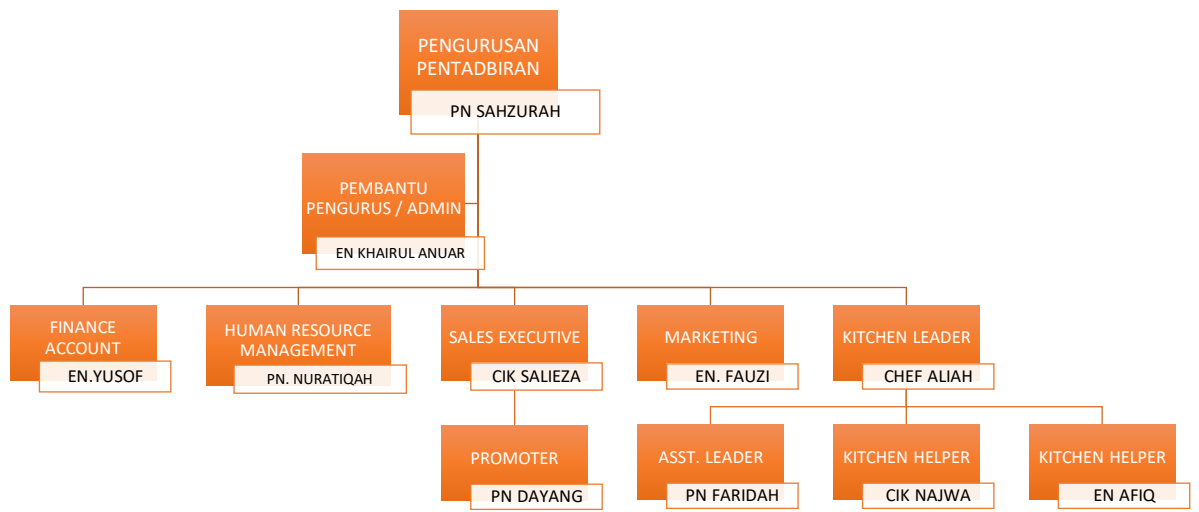 PENGURUSAN
PENTADBIRAN
PN SAHZURAH
PEMBANTU
PENGURUS / ADMIN
EN KHAIRUL ANUAR
FINANCE
ACCOUNT
EN.YUSOF
HUMAN RESOURCE
MANAGEMENT
PN. NURATIQAH
SALES EXECUTIVE
CIK SALIEZA
MARKETING
EN. FAUZI
KITCHEN LEADER
CHEF ALIAH
PROMOTER
PN DAYANG
ASST. LEADER
PN FARIDAH
KITCHEN HELPER
CIK NAJWA
KITCHEN HELPER
EN AFIQ